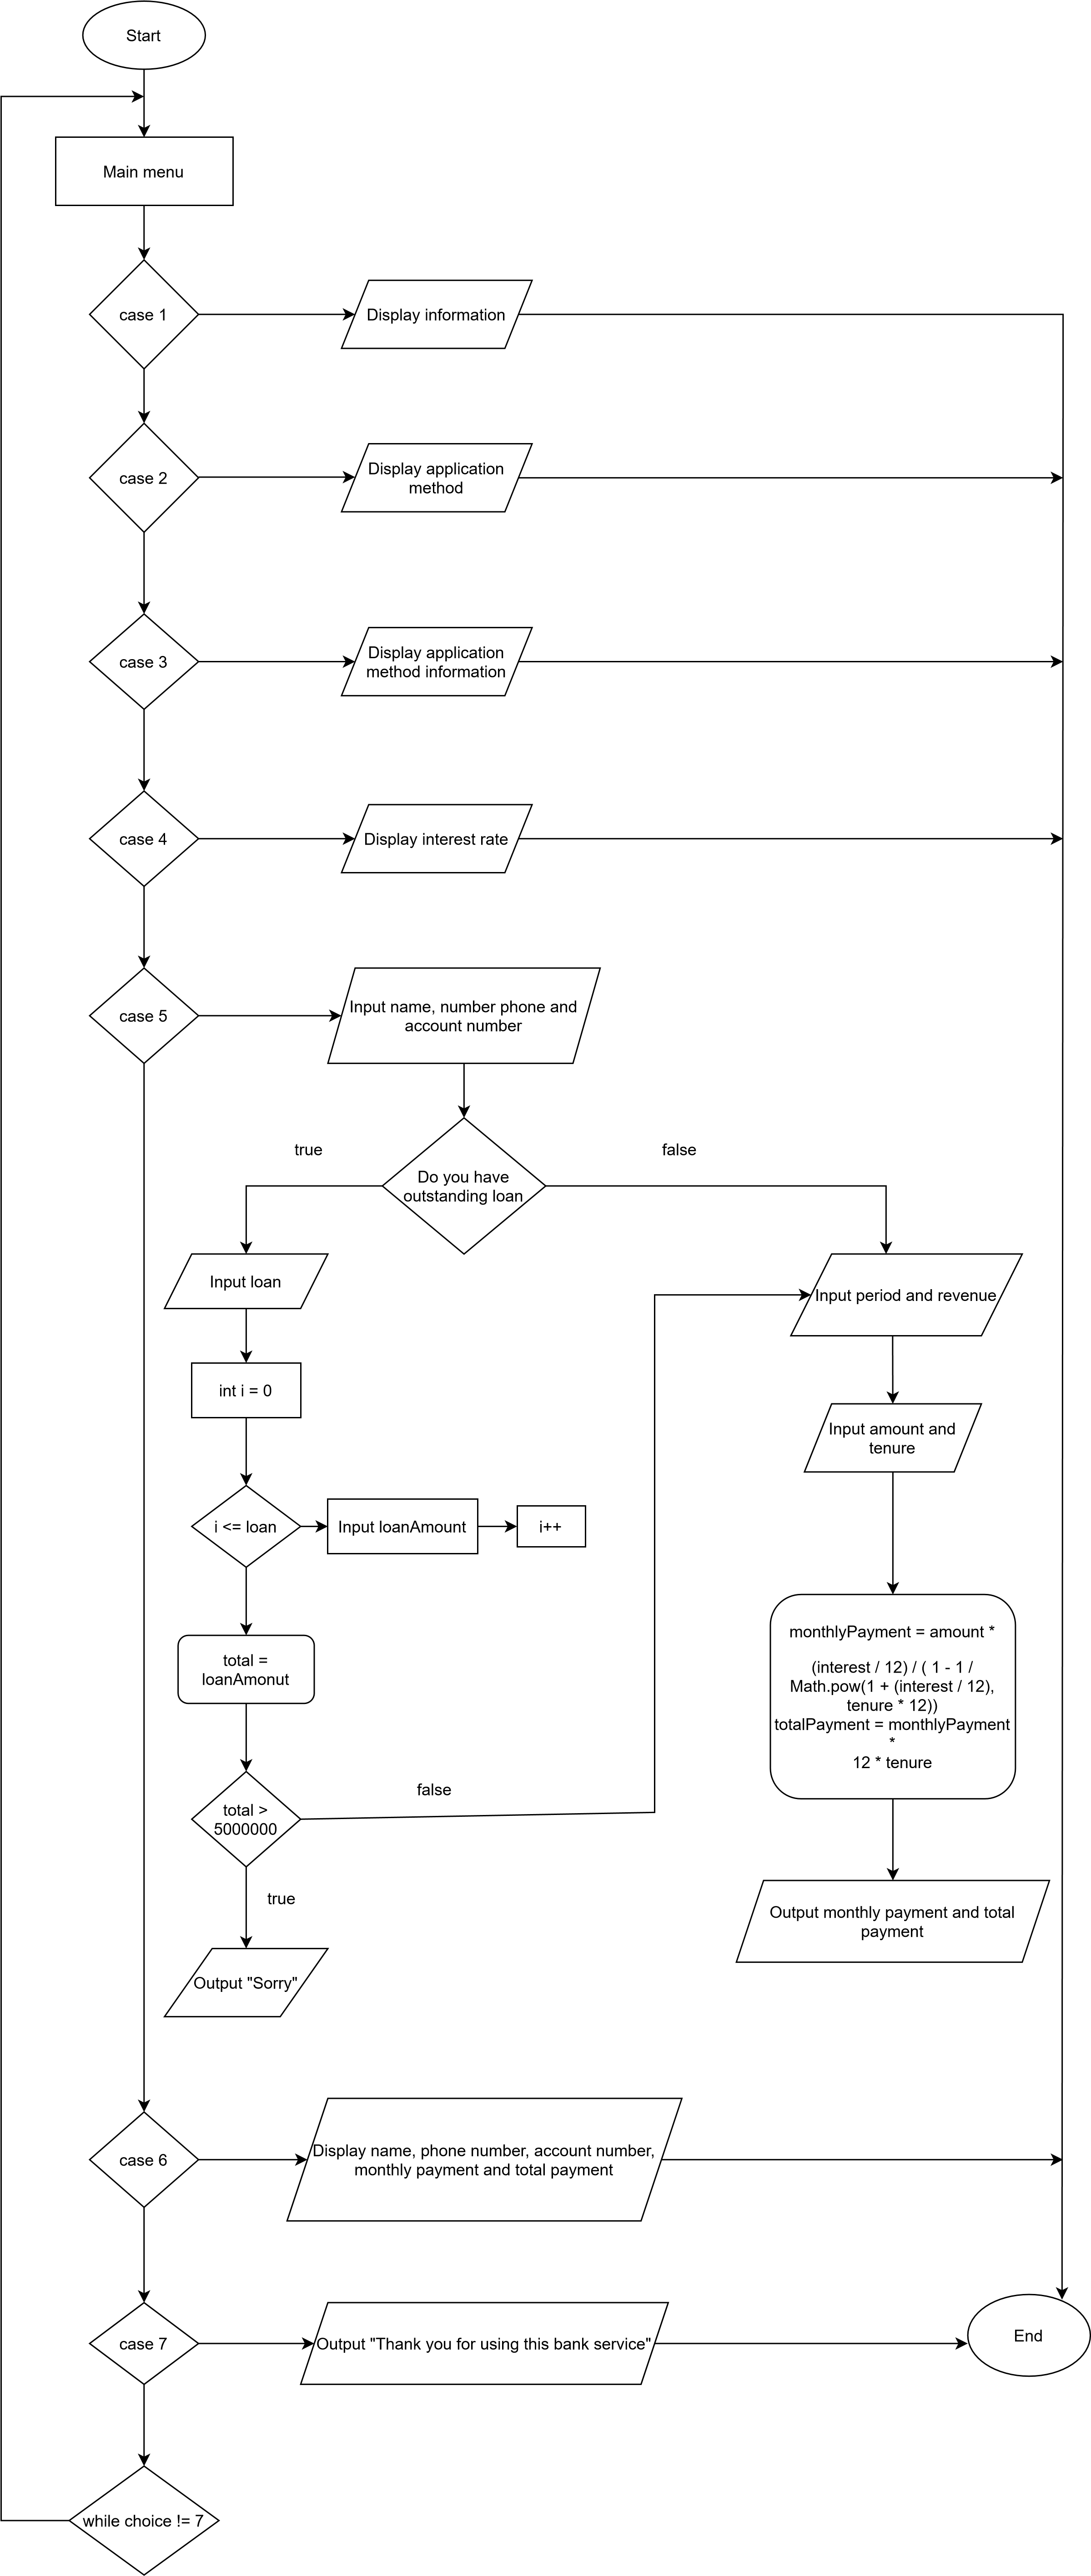 Start
Main menu
case 1
Display information
case 2
Display application
method
case 3
Display application
method information
case 4
Display interest rate
case 5
Input name, number phone and
account number
true
false
Do you have
outstanding loan
Input loan
Input period and revenue
int i = 0
Input amount and
tenure
i <= loan
Input loanAmount
i++
monthlyPayment = amount *
(interest / 12) / ( 1 - 1 /
Math.pow(1 + (interest / 12),
tenure * 12))
totalPayment = monthlyPayment
*
12 * tenure
total =
loanAmonut
false
total >
5000000
true
Output monthly payment and total
payment
Output "Sorry"
case 6
Display name, phone number, account number,
monthly payment and total payment
case 7
Output "Thank you for using this bank service"
End
while choice != 7